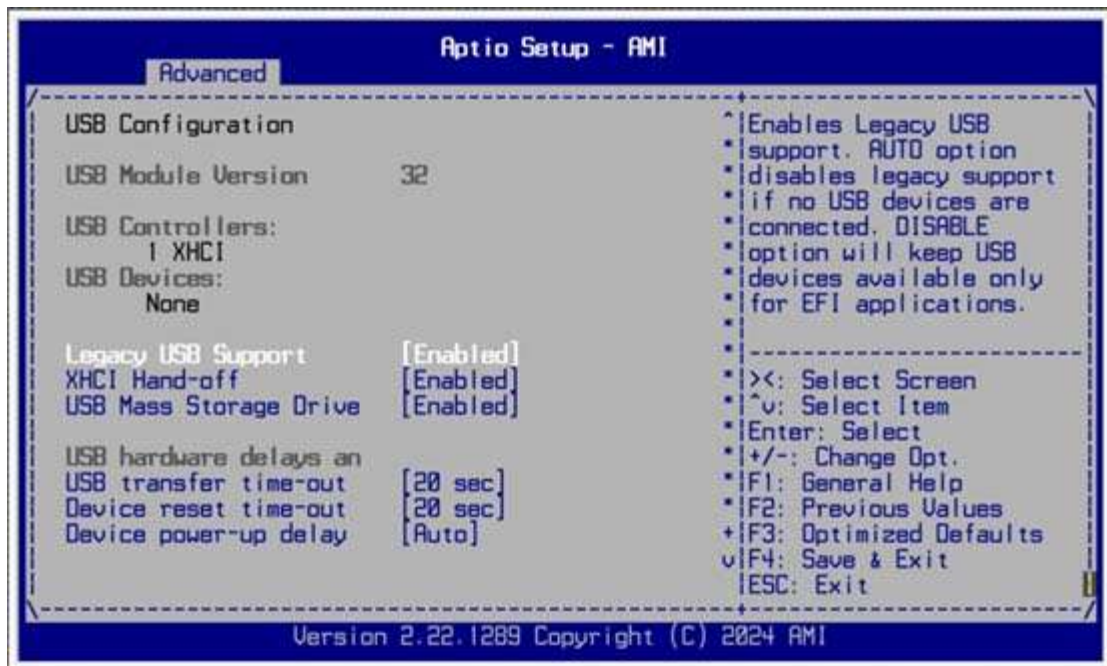 Aptio Setup - AMI
Advanced
USB Configuration
USB Module Version 32
USB Controllers:
1 XHCI
USB Devices:
None
Legacy USB Support [Enabled]
XHCI Hand-off [Enabled]
USB Mass Storage Drive [Enabled]
USB hardware delays an
USB transfer time-out [20 sec]
Device reset time-out [20 sec]
Device power-up delay [Auto]
Enables Legacy USB
support. AUTO option
disables legacy support
if no USB devices are
connected. DISABLE
option will keep USB
devices available only
for EFI applications.
><: Select Screen
^v: Select Item
Enter: Select
+/-: Change Opt.
F1: General Help
F2: Previous Values
F3: Optimized Defaults
F4: Save & Exit
ESC: Exit
Version 2.22.1289 Copyright (C) 2024 AMI